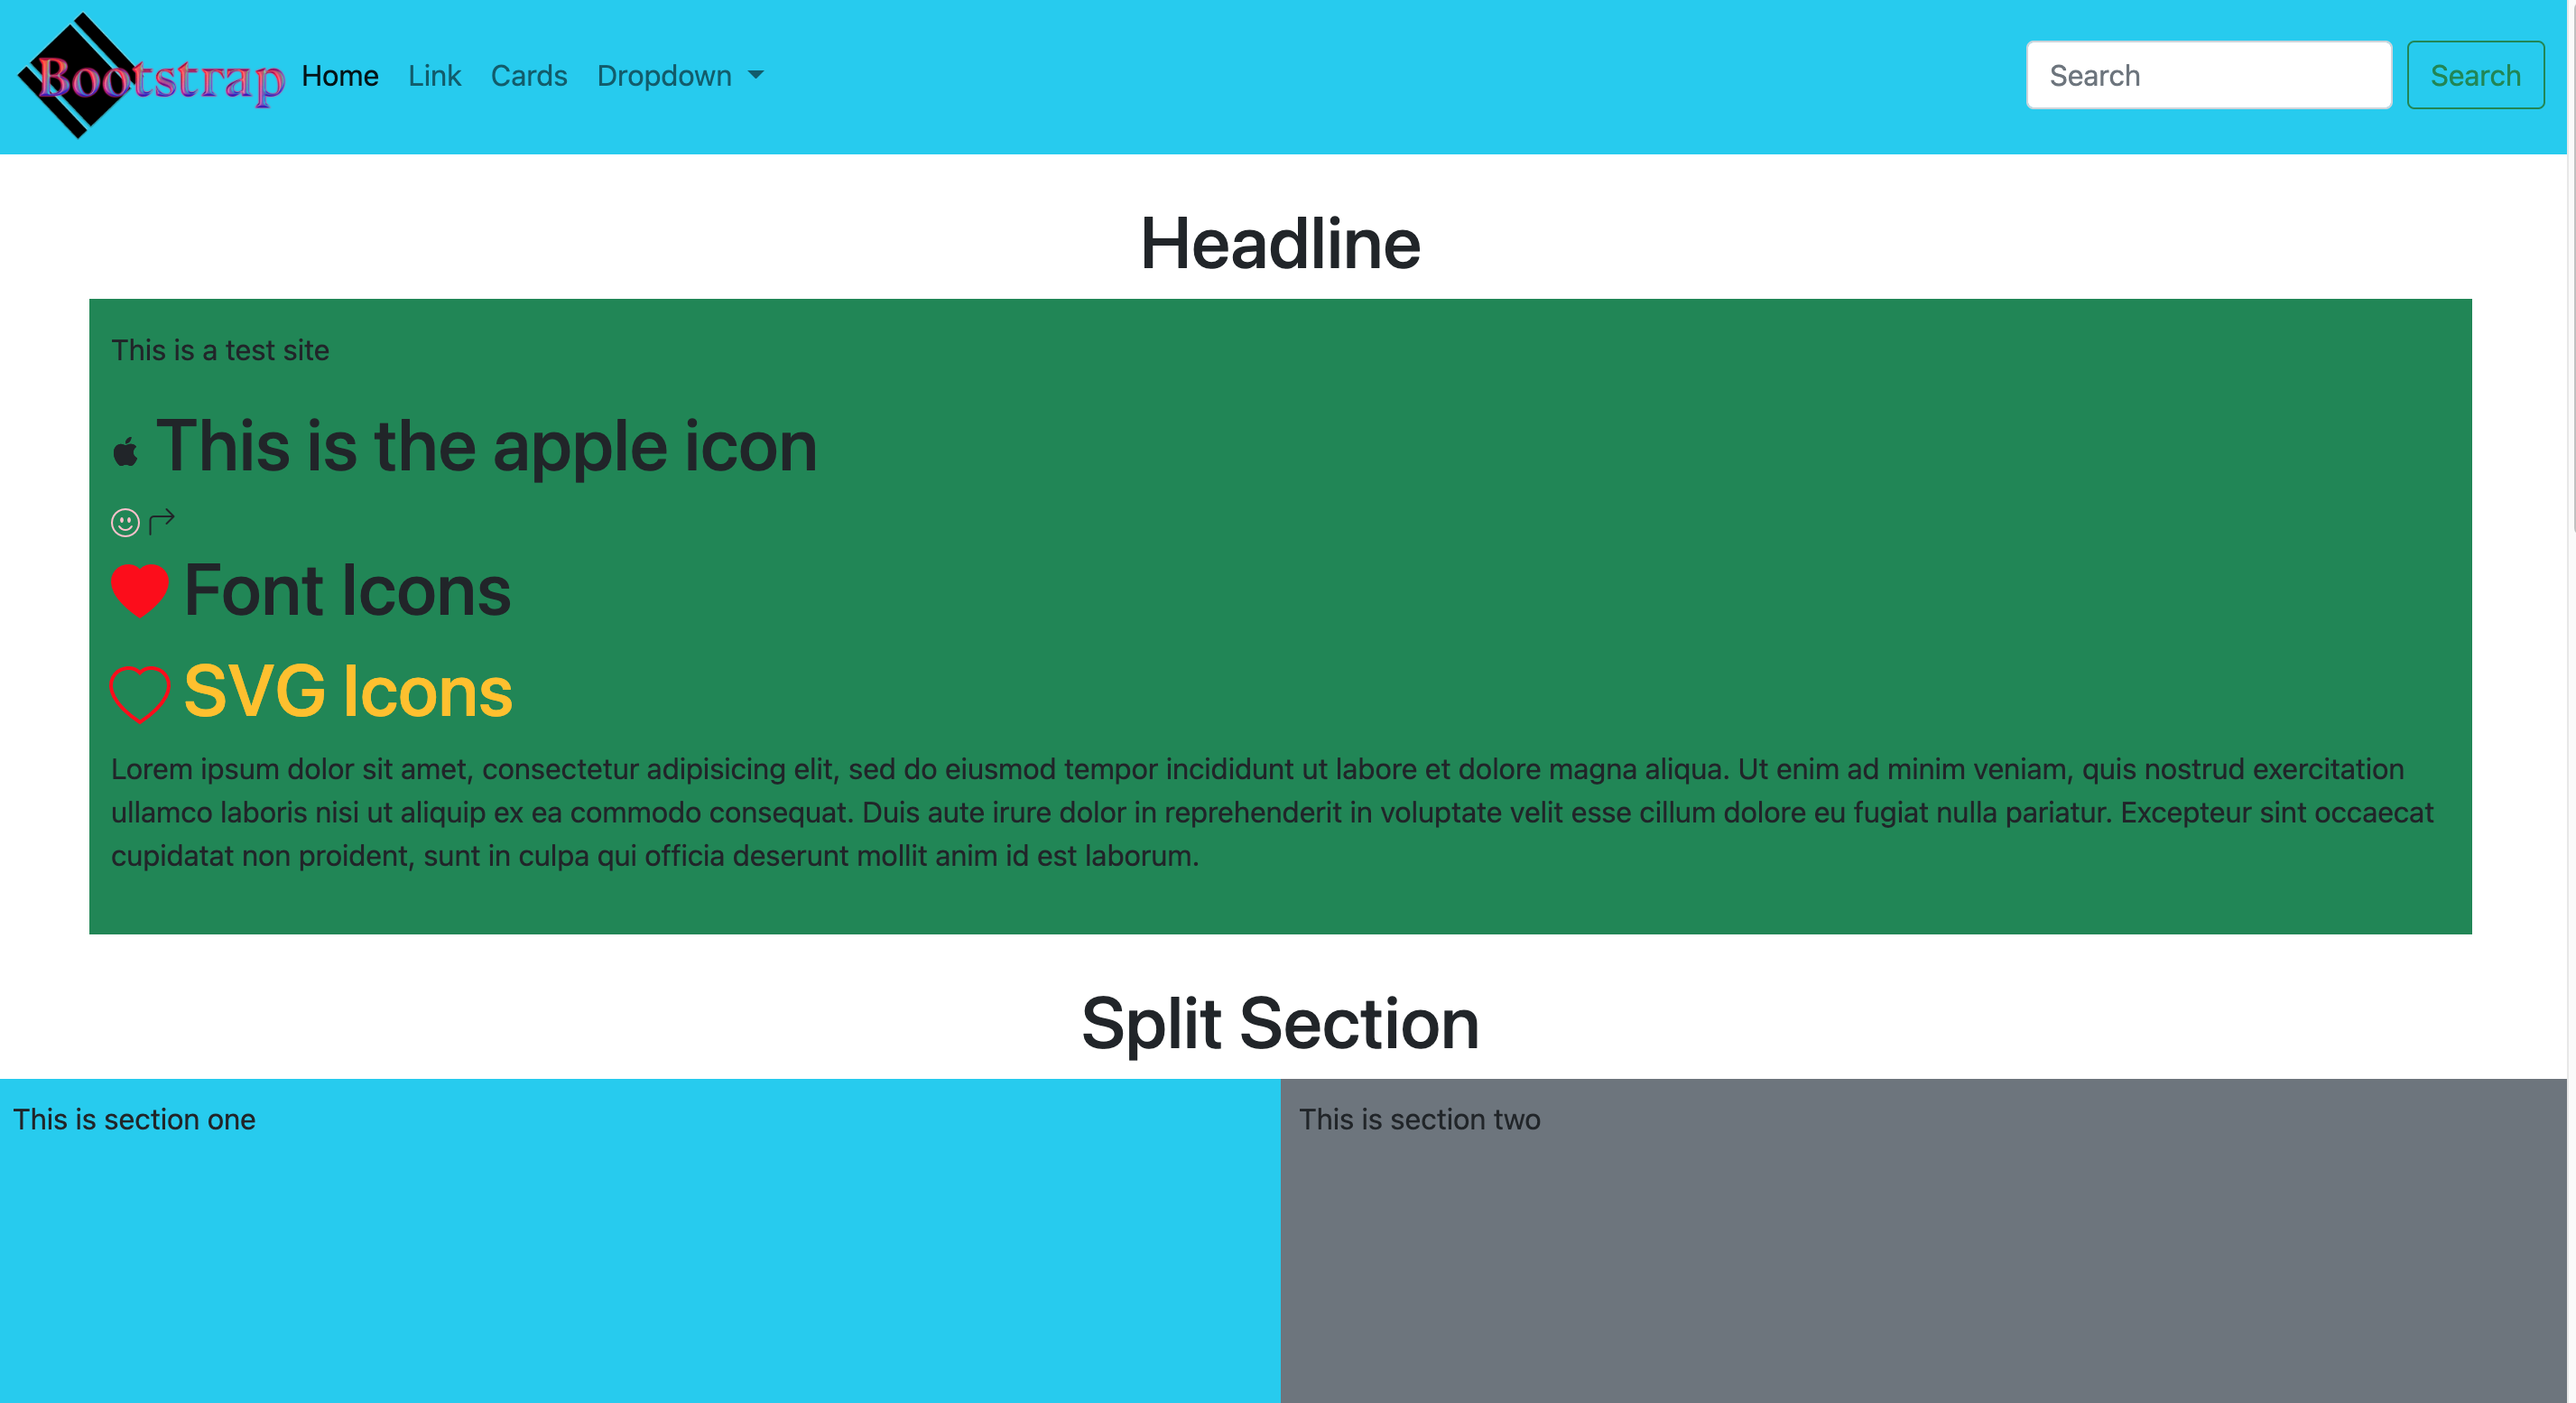 Bootstrap Home Link Cards Dropdown Search Search
Headline
This is a test site
This is the apple icon
Font Icons
SVG Icons
Lorem ipsum dolor sit amet, consectetur adipisicing elit, sed do eiusmod tempor incididunt ut labore et dolore magna aliqua. Ut enim ad minim veniam, quis nostrud exercitation
ullamco laboris nisi ut aliquip ex ea commodo consequat. Duis aute irure dolor in reprehenderit in voluptate velit esse cillum dolore eu fugiat nulla pariatur. Excepteur sint occaecat
cupidatat non proident, sunt in culpa qui officia deserunt mollit anim id est laborum.
Split Section
This is section one
This is section two